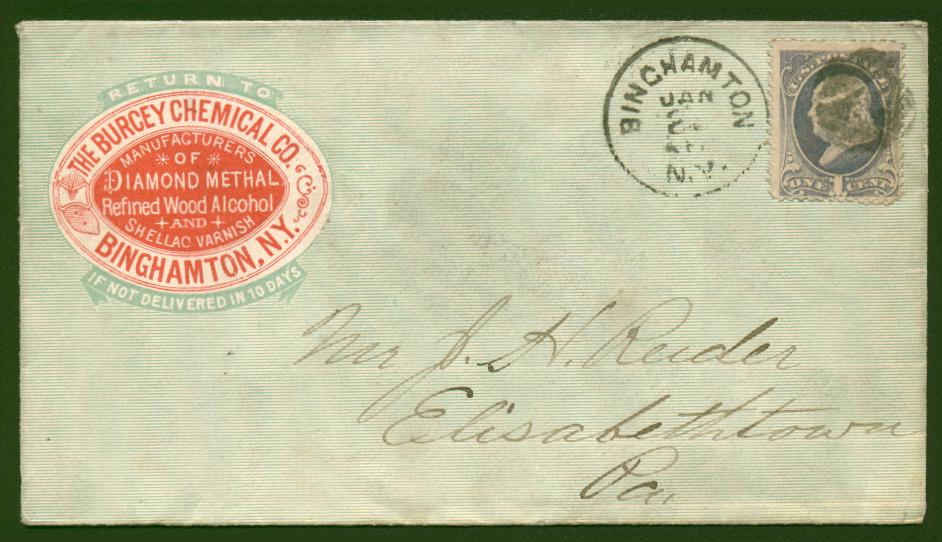 RETURN TO
THE BURCEY CHEMICAL CO.
MANUFACTURERS
OF
DIAMOND METHAL
Refined Wood Alcohol
AND
SHELLAC VARNISH
BINGHAMTON, N.Y.
IF NOT DELIVERED IN 10 DAYS
BINGHAMTON
JAN
N.Y.
ONE 1 CENT
Mr J. H. Reider
Elisabethtown
Pa.